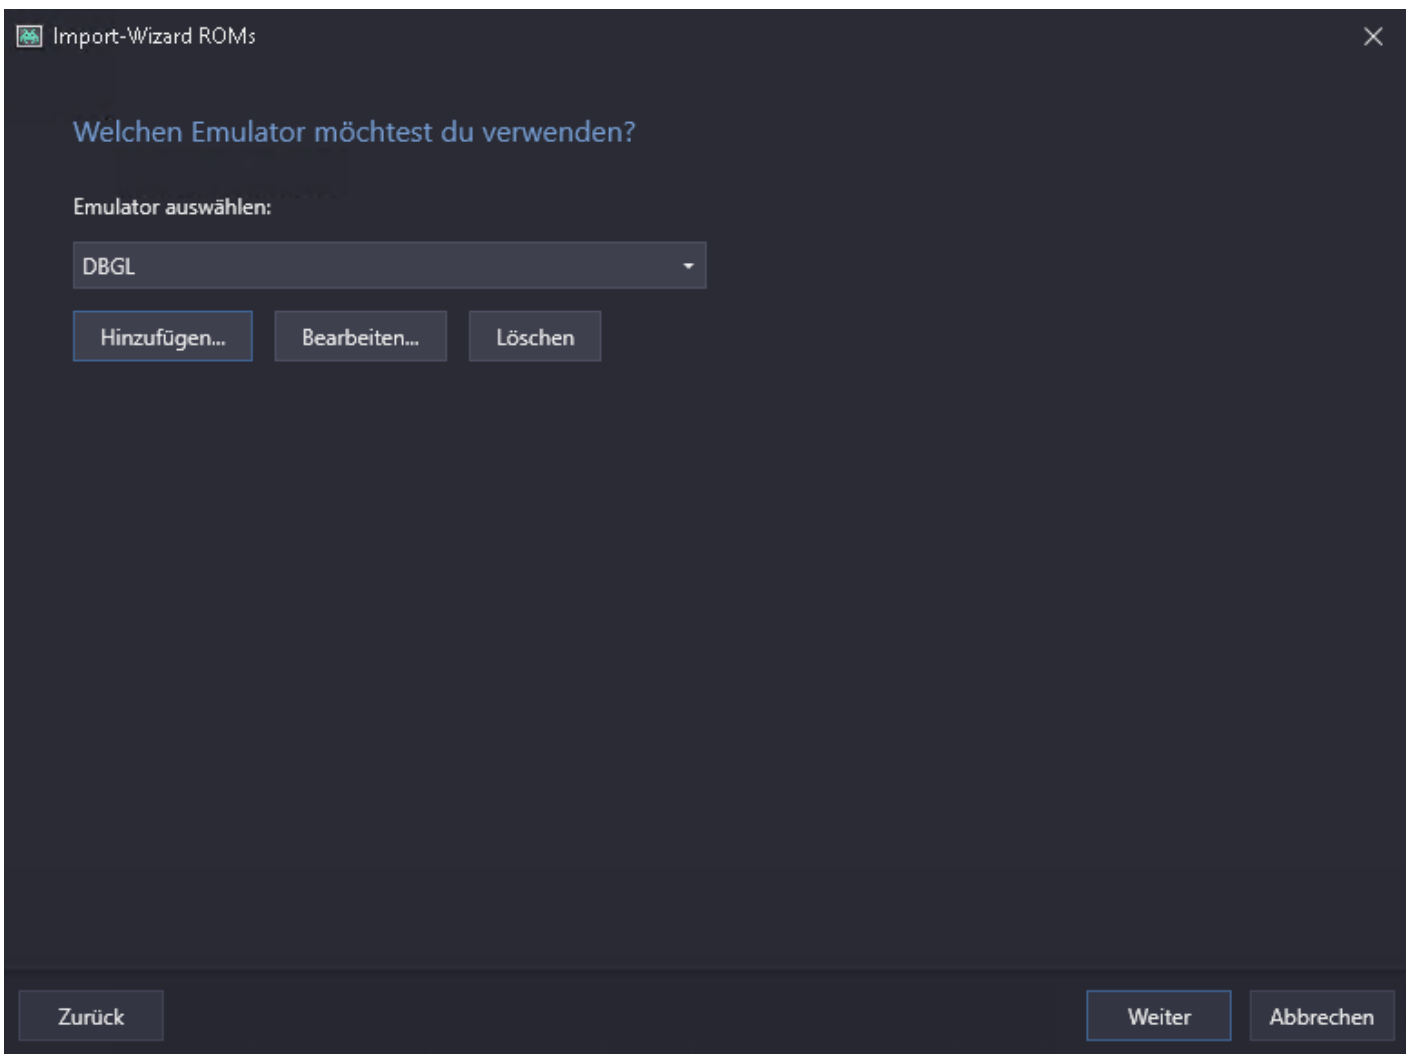 Import-Wizard ROMs
Welchen Emulator möchtest du verwenden?
Emulator auswählen:
DBGL
Hinzufügen... Bearbeiten... Löschen
Zurück Weiter Abbrechen